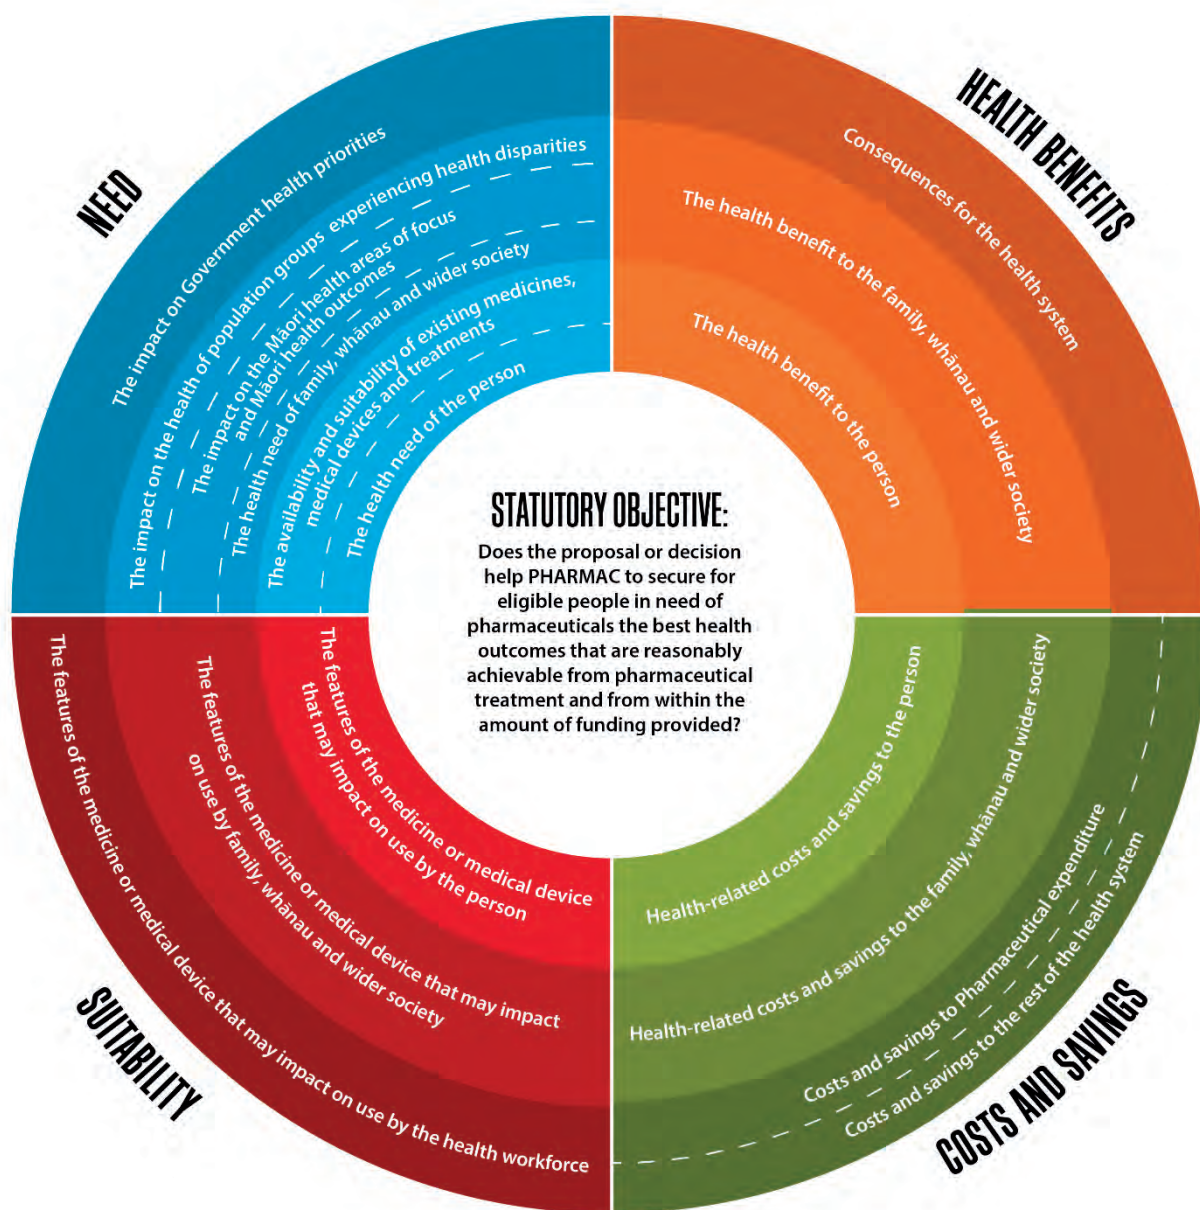 NEED
The impact on Government health priorities
The impact on the health of population groups experiencing health disparities
The impact on the Māori health areas of focus
and Māori health outcomes
The health need of family, whānau and wider society
The availability and suitability of existing medicines,
medical devices and treatments
The health need of the person
HEALTH BENEFITS
Consequences for the health system
The health benefit to the family, whānau and wider society
The health benefit to the person
STATUTORY OBJECTIVE:
Does the proposal or decision
help PHARMAC to secure for
eligible people in need of
pharmaceuticals the best health
outcomes that are reasonably
achievable from pharmaceutical
treatment and from within the
amount of funding provided?
SUITABILITY
The features of the medicine or medical device
that may impact on use by the person
The features of the medicine or medical device that may impact
on use by family, whānau and wider society
The features of the medicine or medical device that may impact on use by the health workforce
COSTS AND SAVINGS
Health-related costs and savings to the person
Health-related costs and savings to the family, whānau and wider society
Costs and savings to Pharmaceutical expenditure
Costs and savings to the rest of the health system